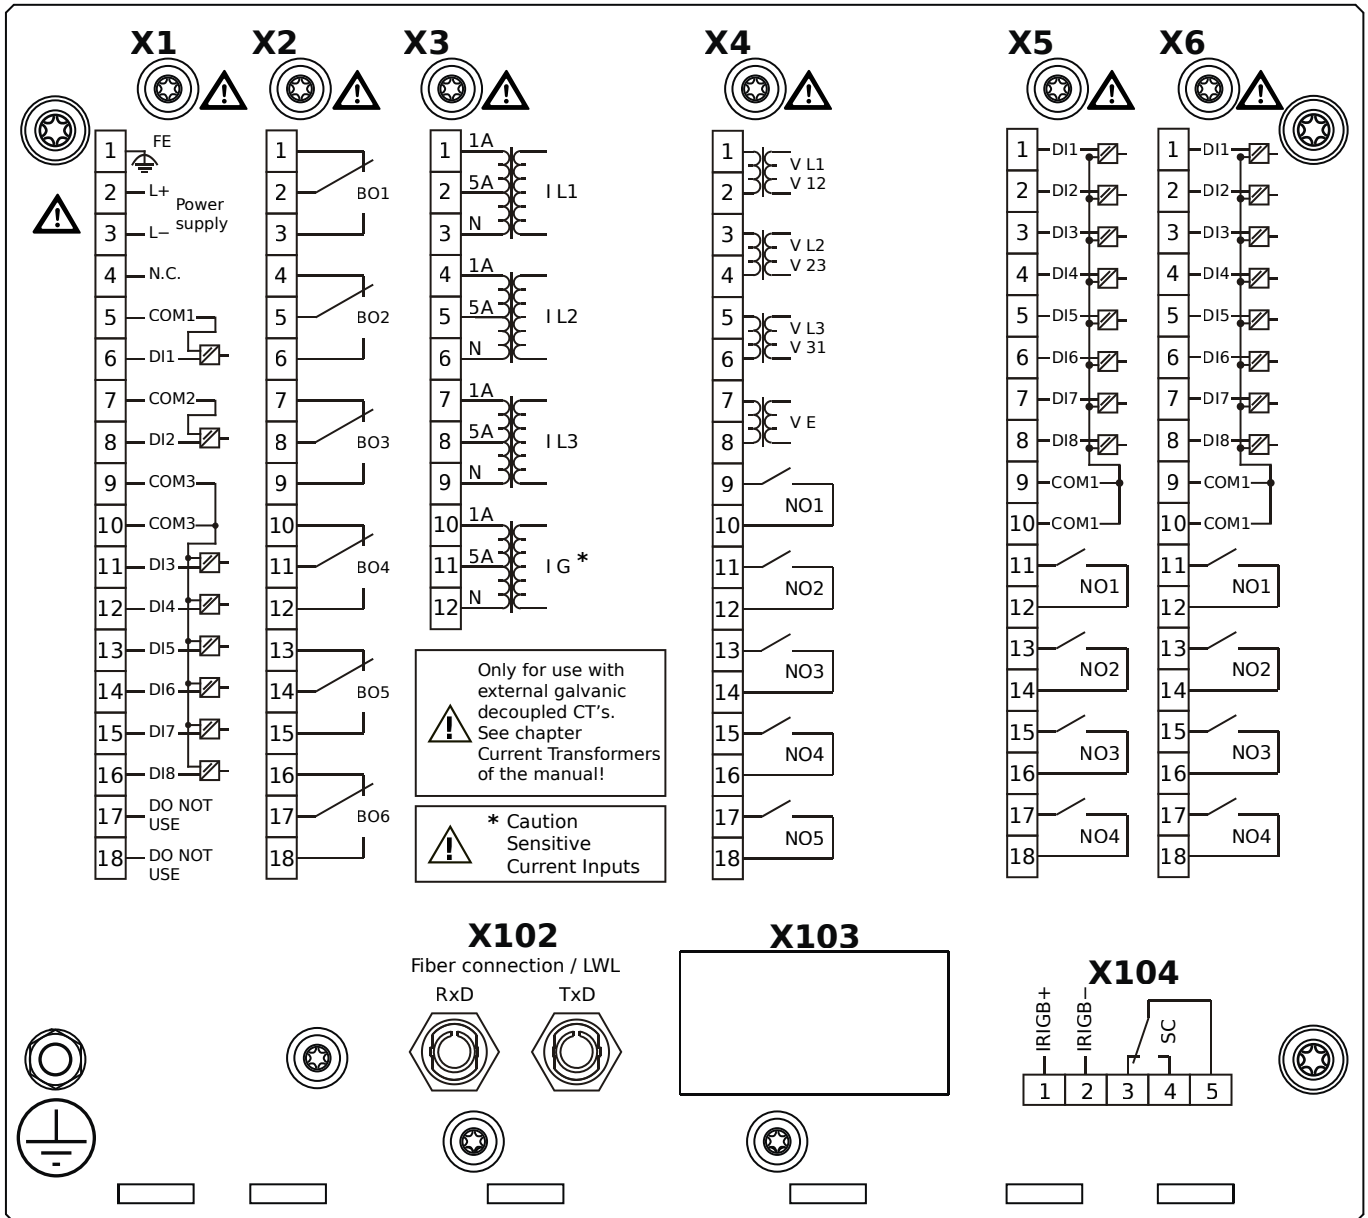 X1
X2
X3
X4
X5
X6
1
FE
2
L+
Power
supply
3
L−
4
N.C.
5
COM1
6
DI1
7
COM2
8
DI2
9
COM3
10
COM3
11
DI3
12
DI4
13
DI5
14
DI6
15
DI7
16
DI8
17
DO NOT
USE
18
DO NOT
USE
1
2
BO1
3
4
5
BO2
6
7
8
BO3
9
10
11
BO4
12
13
14
BO5
15
16
17
BO6
18
1
1A
2
5A
I L1
3
N
4
1A
5
5A
I L2
6
N
7
1A
8
5A
I L3
9
N
10
1A
11
5A
I G *
12
N
Only for use with
external galvanic
decoupled CT's.
See chapter
Current Transformers
of the manual!
* Caution
Sensitive
Current Inputs
1
V L1
V 12
2
3
V L2
V 23
4
5
V L3
V 31
6
7
V E
8
9
NO1
10
11
NO2
12
13
NO3
14
15
NO4
16
17
NO5
18
1
DI1
2
DI2
3
DI3
4
DI4
5
DI5
6
DI6
7
DI7
8
DI8
9
COM1
10
COM1
11
NO1
12
13
NO2
14
15
NO3
16
17
NO4
18
1
DI1
2
DI2
3
DI3
4
DI4
5
DI5
6
DI6
7
DI7
8
DI8
9
COM1
10
COM1
11
NO1
12
13
NO2
14
15
NO3
16
17
NO4
18
X102
Fiber connection / LWL
RxD
TxD
X103
X104
IRIGB+
IRIGB−
SC
1
2
3
4
5